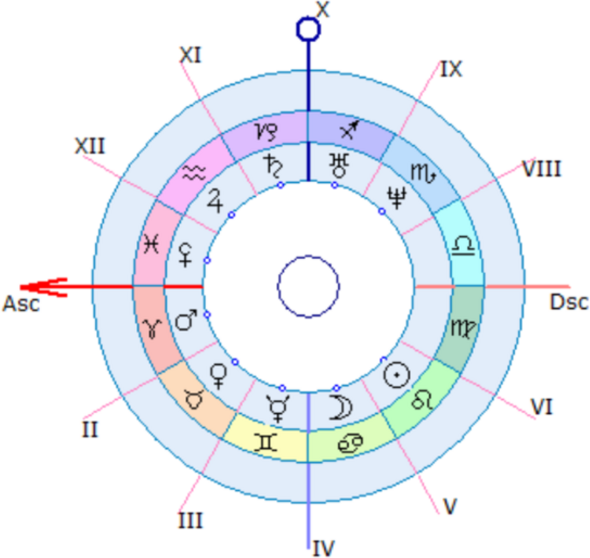 X
XI
IX
XII
VIII
♑ ♐
♒ ♄ ♅ ♏
♃ ♆
♓ ♀ ♎
Asc
Dsc
♈ ♂ ♍
♀ ☉
♉ ☿ ☽ ♌
♊ ♋
II
VI
III
V
IV